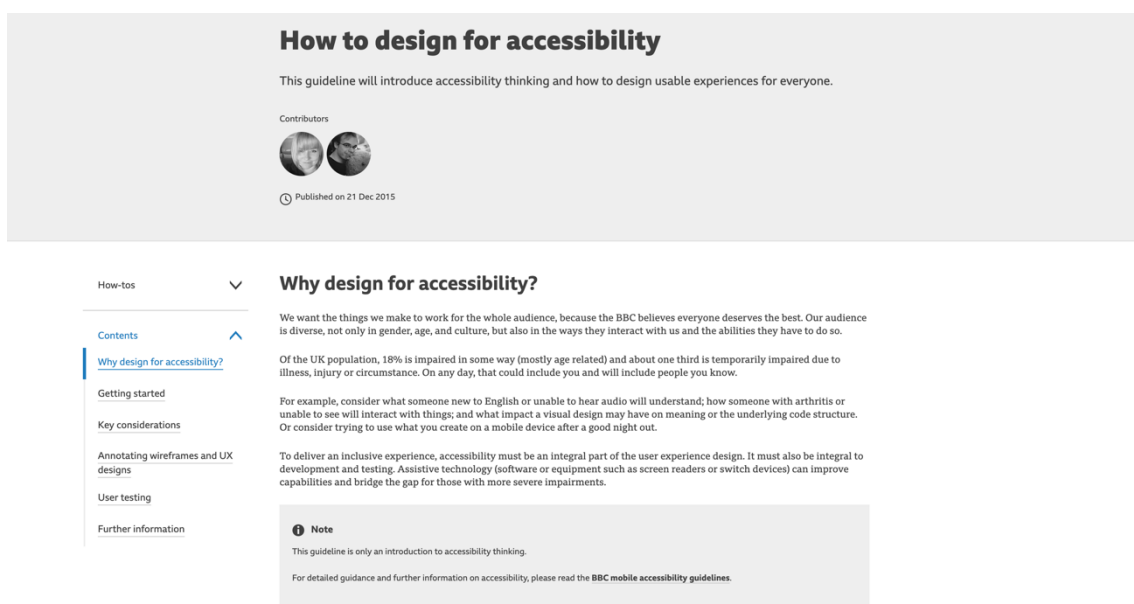 How to design for accessibility
This guideline will introduce accessibility thinking and how to design usable experiences for everyone.
Contributors
Published on 21 Dec 2015
How-tos
Contents
Why design for accessibility?
Getting started
Key considerations
Annotating wireframes and UX
designs
User testing
Further information
Why design for accessibility?
We want the things we make to work for the whole audience, because the BBC believes everyone deserves the best. Our audience
is diverse, not only in gender, age, and culture, but also in the ways they interact with us and the abilities they have to do so.
Of the UK population, 18% is impaired in some way (mostly age related) and about one third is temporarily impaired due to
illness, injury or circumstance. On any day, that could include you and will include people you know.
For example, consider what someone new to English or unable to hear audio will understand; how someone with arthritis or
unable to see will interact with things; and what impact a visual design may have on meaning or the underlying code structure.
Or consider trying to use what you create on a mobile device after a good night out.
To deliver an inclusive experience, accessibility must be an integral part of the user experience design. It must also be integral to
development and testing. Assistive technology (software or equipment such as screen readers or switch devices) can improve
capabilities and bridge the gap for those with more severe impairments.
Note
This guideline is only an introduction to accessibility thinking.
For detailed guidance and further information on accessibility, please read the BBC mobile accessibility guidelines.